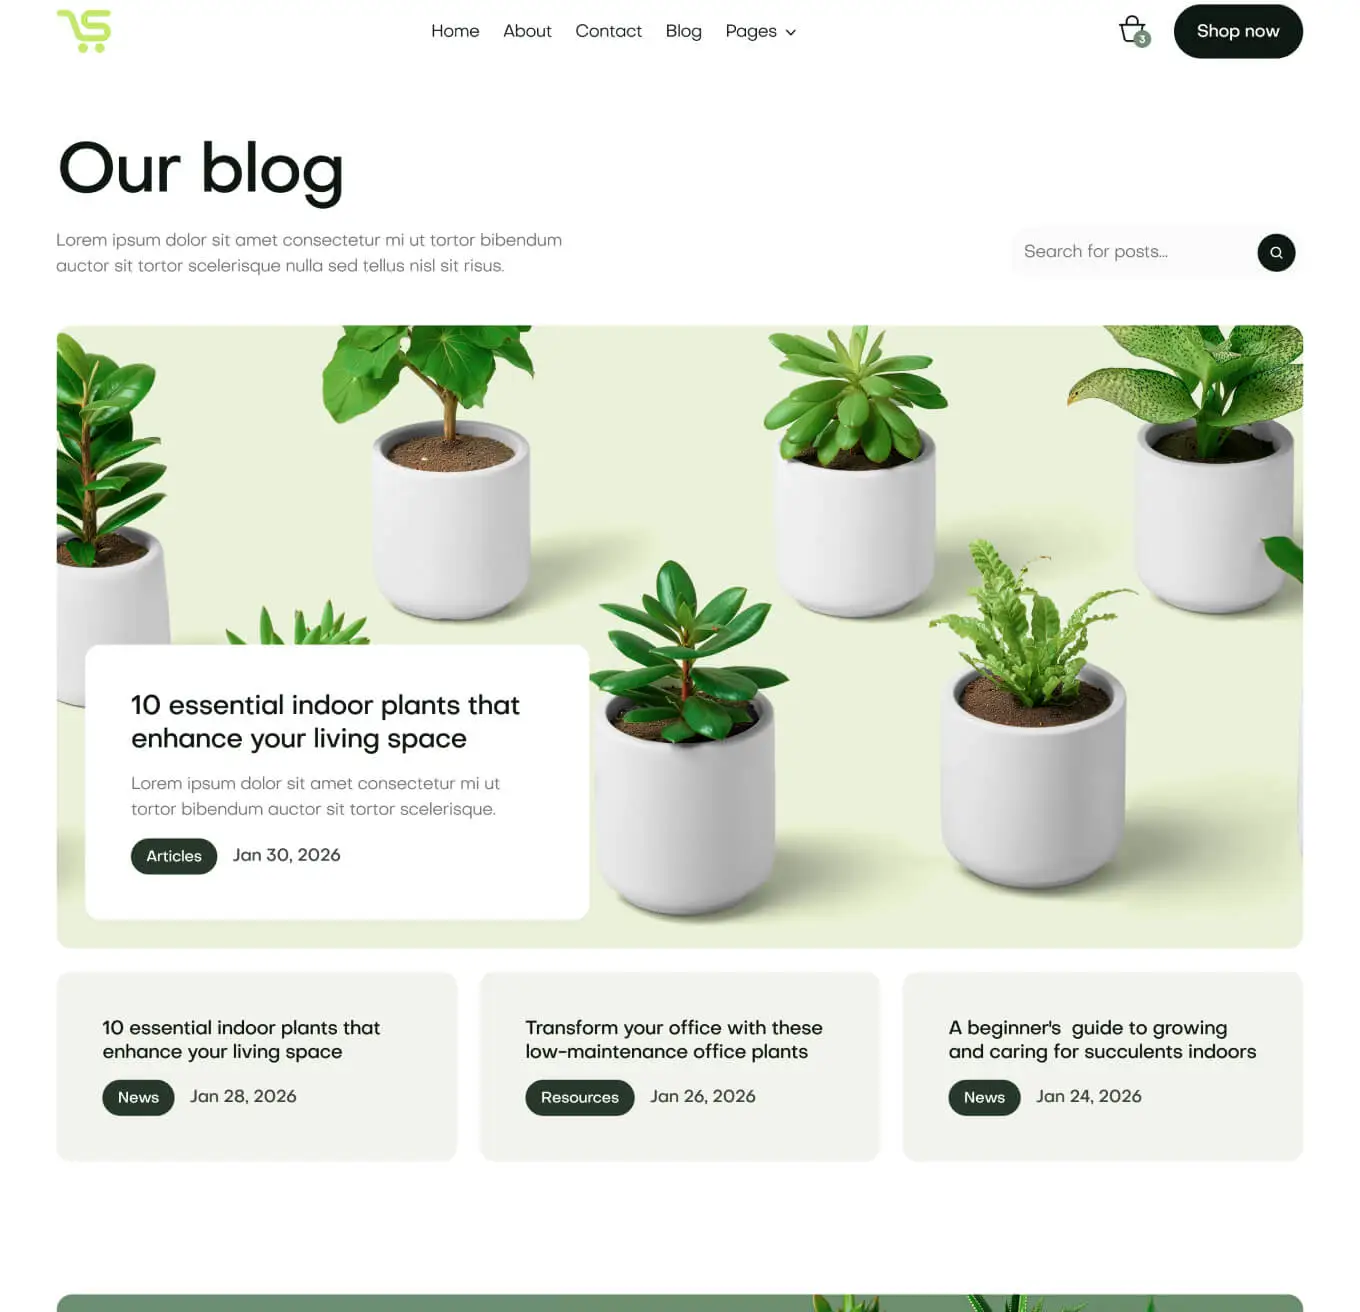 Home About Contact Blog Pages
3
Shop now
Our blog
Lorem ipsum dolor sit amet consectetur mi ut tortor bibendum
auctor sit tortor scelerisque nulla sed tellus nisl sit risus.
Search for posts...
10 essential indoor plants that
enhance your living space
Lorem ipsum dolor sit amet consectetur mi ut
tortor bibendum auctor sit tortor scelerisque.
Articles Jan 30, 2026
10 essential indoor plants that
enhance your living space
News Jan 28, 2026
Transform your office with these
low-maintenance office plants
Resources Jan 26, 2026
A beginner's  guide to growing
and caring for succulents indoors
News Jan 24, 2026